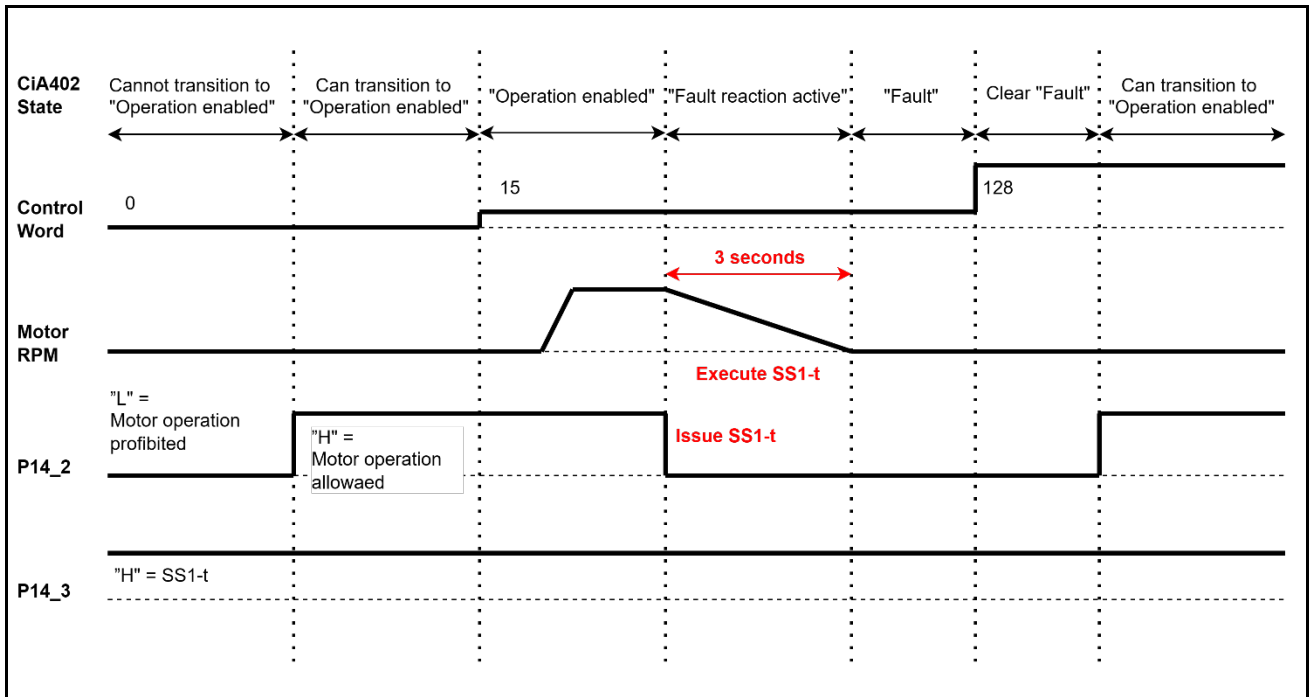 CiA402
State
Cannot transition to
"Operation enabled"
Can transition to
"Operation enabled"
"Operation enabled"
"Fault reaction active"
"Fault"
Clear "Fault"
Can transition to
"Operation enabled"
Control
Word
0
15
128
3 seconds
Motor
RPM
Execute SS1-t
"L" =
Motor operation
profibited
P14_2
"H" =
Motor operation
allowaed
Issue SS1-t
P14_3
"H" = SS1-t